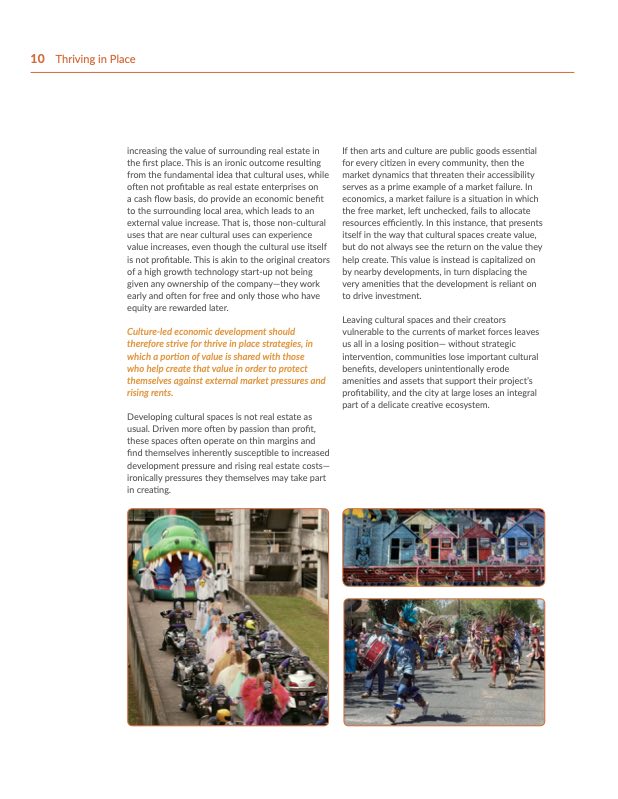 10 Thriving in Place
increasing the value of surrounding real estate in
the first place. This is an ironic outcome resulting
from the fundamental idea that cultural uses, while
often not profitable as real estate enterprises on
a cash flow basis, do provide an economic benefit
to the surrounding local area, which leads to an
external value increase. That is, those non-cultural
uses that are near cultural uses can experience
value increases, even though the cultural use itself
is not profitable. This is akin to the original creators
of a high growth technology start-up not being
given any ownership of the company—they work
early and often for free and only those who have
equity are rewarded later.
Culture-led economic development should
therefore strive for thrive in place strategies, in
which a portion of value is shared with those
who help create that value in order to protect
themselves against external market pressures and
rising rents.
Developing cultural spaces is not real estate as
usual. Driven more often by passion than profit,
these spaces often operate on thin margins and
find themselves inherently susceptible to increased
development pressure and rising real estate costs—
ironically pressures they themselves may take part
in creating.
If then arts and culture are public goods essential
for every citizen in every community, then the
market dynamics that threaten their accessibility
serves as a prime example of a market failure. In
economics, a market failure is a situation in which
the free market, left unchecked, fails to allocate
resources efficiently. In this instance, that presents
itself in the way that cultural spaces create value,
but do not always see the return on the value they
help create. This value is instead is capitalized on
by nearby developments, in turn displacing the
very amenities that the development is reliant on
to drive investment.
Leaving cultural spaces and their creators
vulnerable to the currents of market forces leaves
us all in a losing position— without strategic
intervention, communities lose important cultural
benefits, developers unintentionally erode
amenities and assets that support their project's
profitability, and the city at large loses an integral
part of a delicate creative ecosystem.